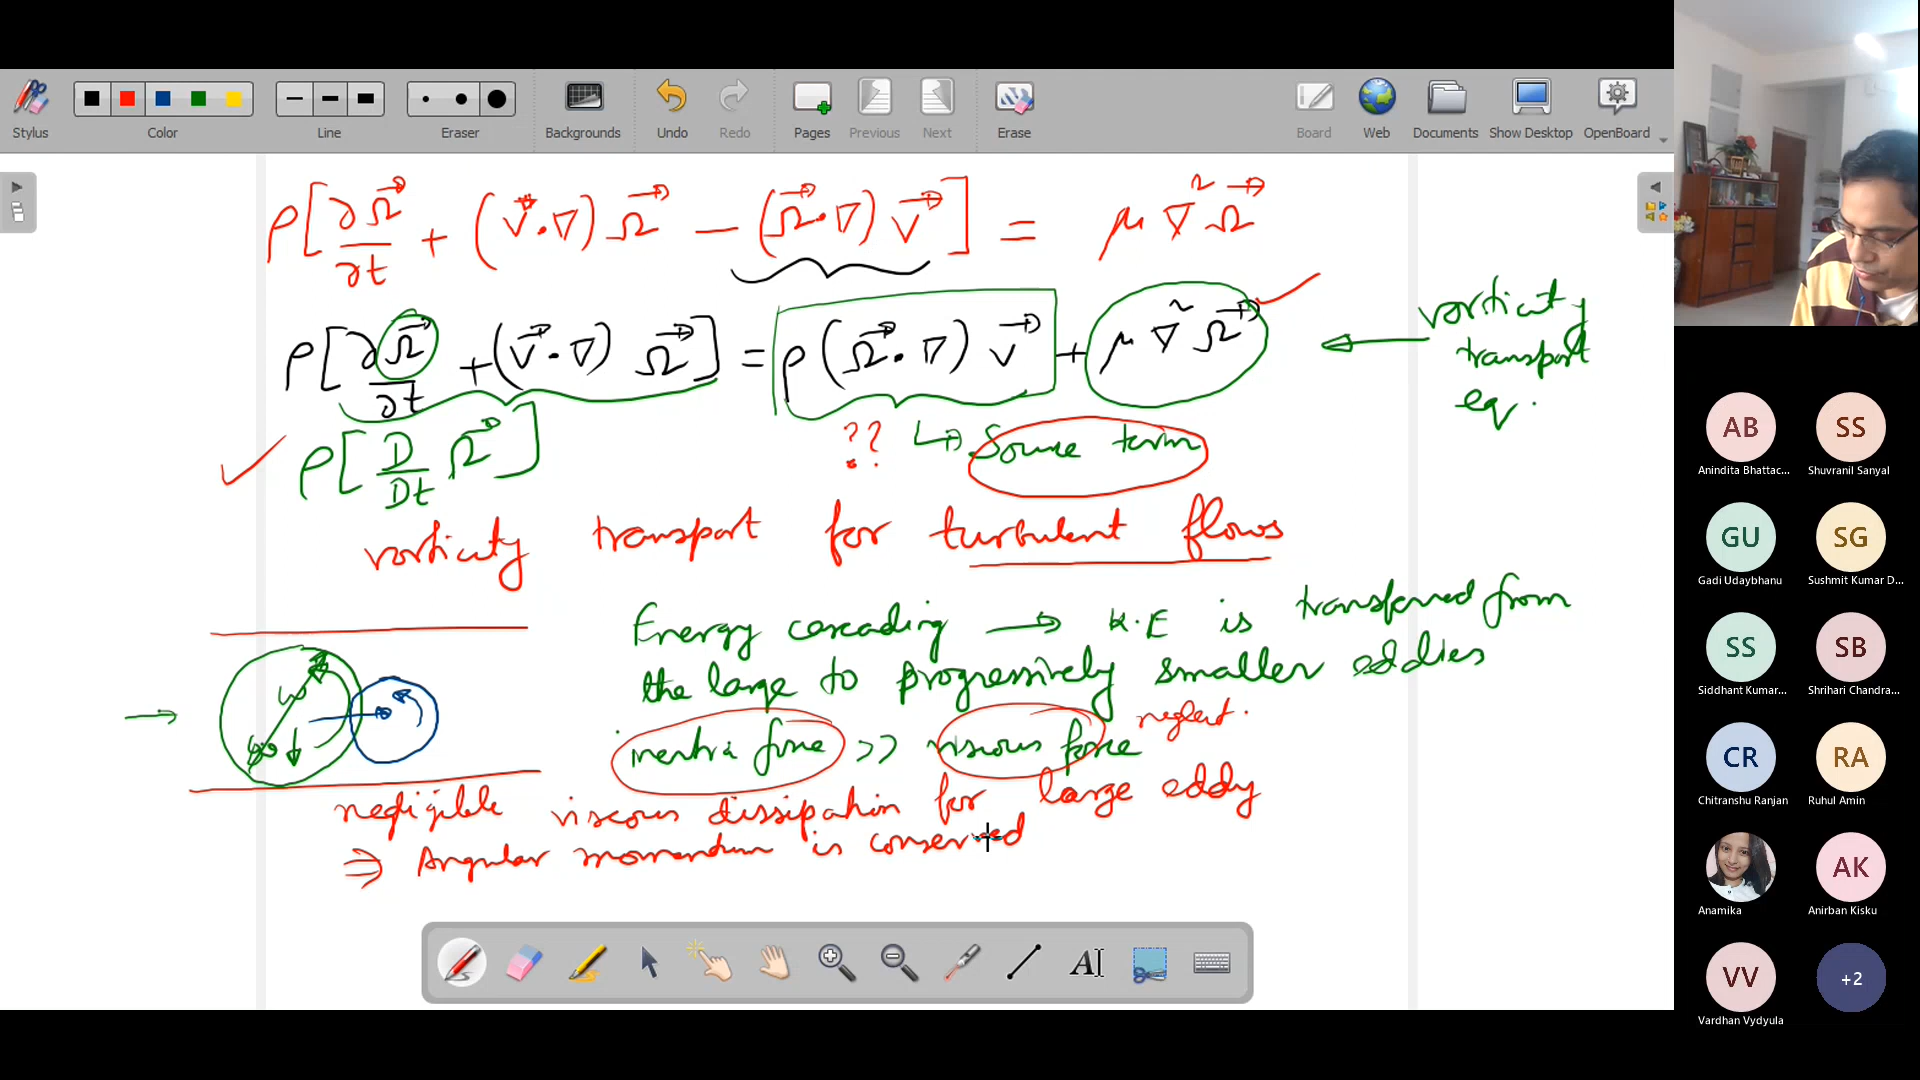 Stylus Color Line Eraser Backgrounds Undo Redo Pages Previous Next Erase Board Web Documents Show Desktop OpenBoard
ρ[∂Ω⃗/∂t + (V⃗·∇)Ω⃗ − (Ω⃗·∇)V⃗] = μ∇²Ω⃗
ρ[∂Ω⃗/∂t + (V⃗·∇)Ω⃗] = ρ(Ω⃗·∇)V⃗ + μ∇²Ω⃗ ← vorticity
transport
eq.
ρ[D/Dt Ω⃗] ?? ↳ Source term
vorticity transport for turbulent flows
Energy cascading → K.E is transferred from
the large to progressively smaller eddies
inertia force >> viscous force neglect.
negligible viscous dissipation for large eddy
⇒ Angular momentum is conserved
AB SS
Anindita Bhattac... Shuvranil Sanyal
GU SG
Gadi Udaybhanu Sushmit Kumar D...
SS SB
Siddhant Kumar... Shrihari Chandra...
CR RA
Chitranshu Ranjan Ruhul Amin
AK
Anamika Anirban Kisku
VV +2
Vardhan Vydyula